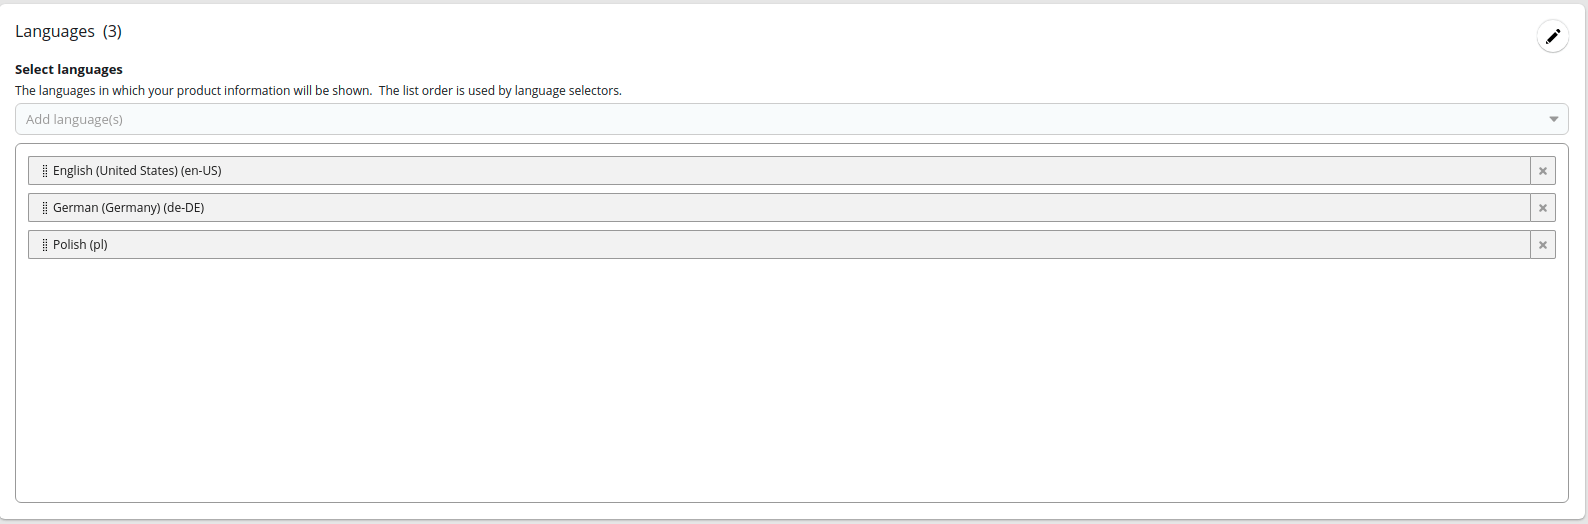 Languages (3)
Select languages
The languages in which your product information will be shown. The list order is used by language selectors.
Add language(s)
English (United States) (en-US)
German (Germany) (de-DE)
Polish (pl)